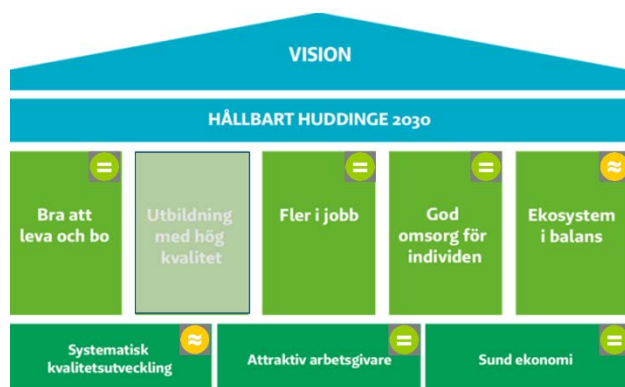 VISION
HÅLLBART HUDDINGE 2030
Bra att
leva och bo
Utbildning
med hög
kvalitet
Fler i jobb
God
omsorg för
individen
Ekosystem
i balans
Systematisk
kvalitetsutveckling
Attraktiv arbetsgivare
Sund ekonomi